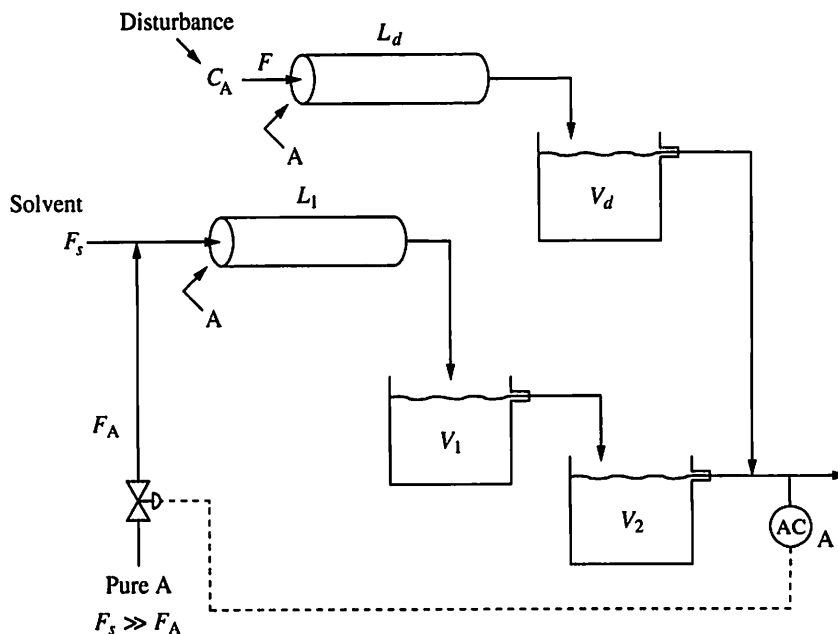 Disturbance
C_A
F
L_d
A
V_d
Solvent
F_s
L_1
A
F_A
V_1
V_2
AC
A
Pure A
F_s ≫ F_A